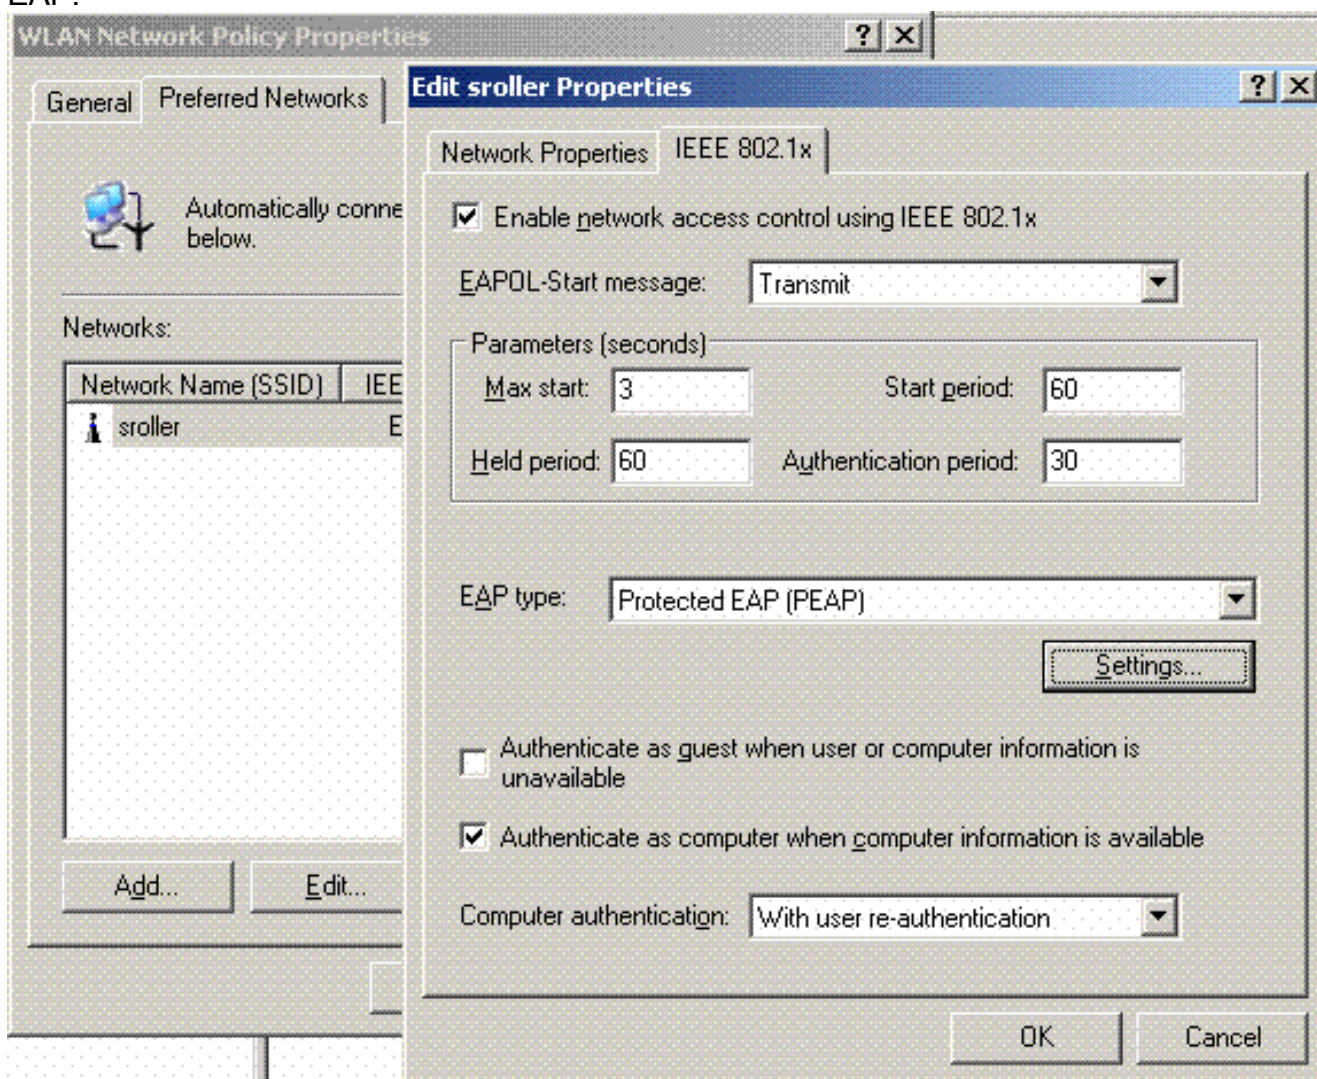 EAP.
WLAN Network Policy Properties
General
Preferred Networks
Automatically conne
below.
Networks:
Network Name (SSID)
IEE
sroller
E
Add...
Edit...
Edit sroller Properties
Network Properties
IEEE 802.1x
Enable network access control using IEEE 802.1x
EAPOL-Start message:
Transmit
Parameters (seconds)
Max start:
3
Start period:
60
Held period:
60
Authentication period:
30
EAP type:
Protected EAP (PEAP)
Settings...
Authenticate as guest when user or computer information is
unavailable
Authenticate as computer when computer information is available
Computer authentication:
With user re-authentication
OK
Cancel